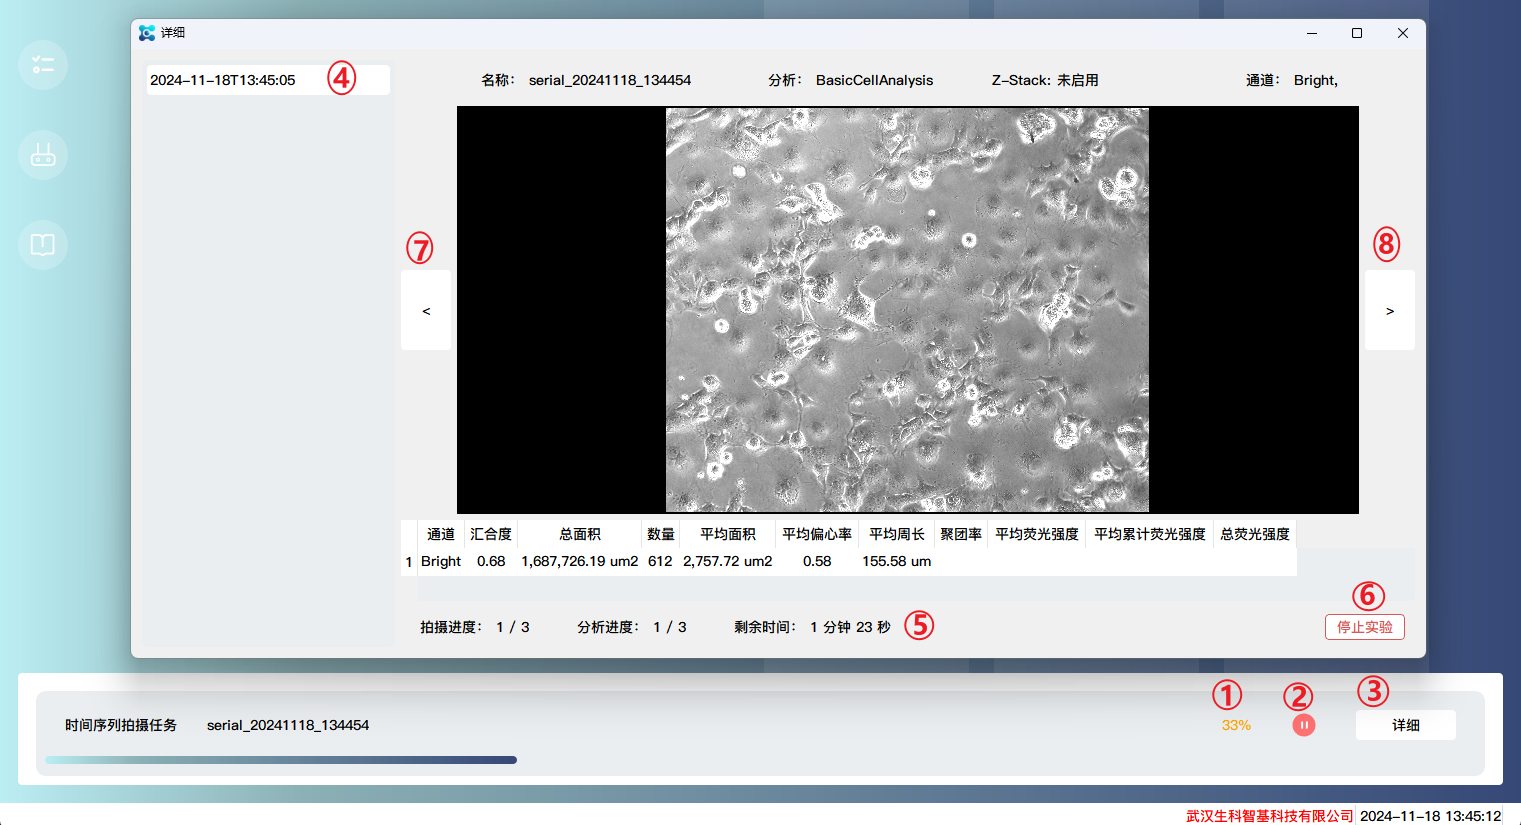 详细
2024-11-18T13:45:05 ④
名称： serial_20241118_134454 分析： BasicCellAnalysis Z-Stack: 未启用 通道： Bright,
⑦ ⑧
< >
通道 汇合度 总面积 数量 平均面积 平均偏心率 平均周长 聚团率 平均荧光强度 平均累计荧光强度 总荧光强度
1 Bright 0.68 1,687,726.19 um2 612 2,757.72 um2 0.58 155.58 um
拍摄进度： 1 / 3 分析进度： 1 / 3 剩余时间： 1 分钟 23 秒 ⑤
⑥
停止实验
① ② ③
时间序列拍摄任务 serial_20241118_134454 33% 详细
武汉生科智基科技有限公司 2024-11-18 13:45:12